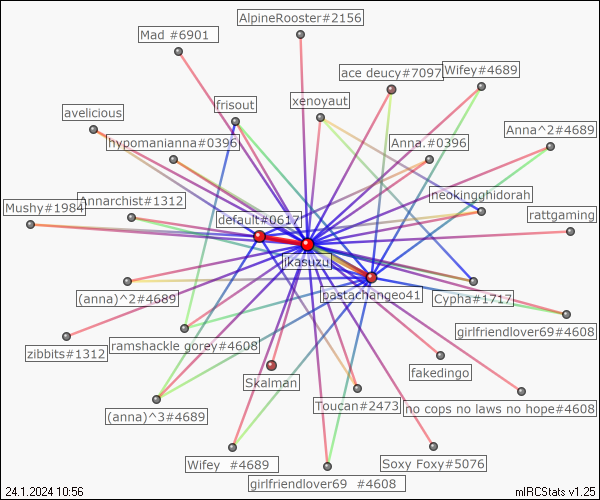 AlpineRooster#2156
Mad #6901
ace deucy#7097
Wifey#4689
xenoyaut
frisout
avelicious
Anna^2#4689
hypomanianna#0396
Anna.#0396
neokingghidorah
Annarchist#1312
Mushy#1984
rattgaming
default#0617
jkasuzu
pastachangeo41
Cypha#1717
(anna)^2#4689
girlfriendlover69#4608
ramshackle gorey#4608
zibbits#1312
fakedingo
Skalman
Toucan#2473
no cops no laws no hope#4608
(anna)^3#4689
Wifey #4689
Soxy Foxy#5076
girlfriendlover69 #4608
24.1.2024 10:56
mIRCStats v1.25